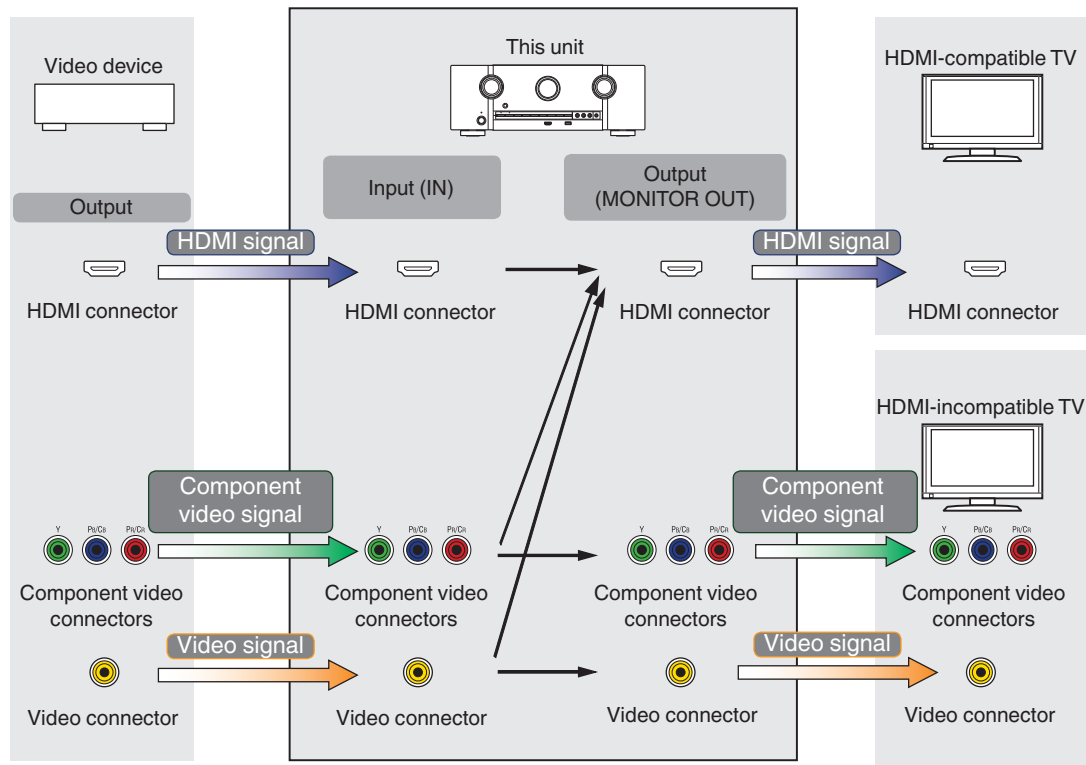 Video device
This unit
HDMI-compatible TV
Input (IN)
Output
(MONITOR OUT)
Output
HDMI signal
HDMI signal
HDMI connector
HDMI connector
HDMI connector
HDMI connector
HDMI-incompatible TV
Component
video signal
Component
video signal
Y PB/CB PR/CR
Y PB/CB PR/CR
Y PB/CB PR/CR
Y PB/CB PR/CR
Component video
connectors
Component video
connectors
Component video
connectors
Component video
connectors
Video signal
Video signal
Video connector
Video connector
Video connector
Video connector